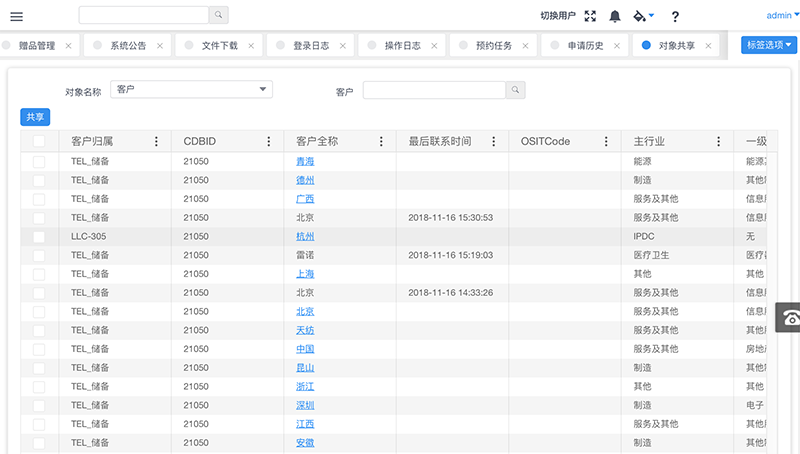 切换用户 ? admin
赠品管理 × 系统公告 × 文件下载 × 登录日志 × 操作日志 × 预约任务 × 申请历史 × 对象共享 × 标签选项
对象名称 客户 客户
共享
客户归属 CDBID 客户全称 最后联系时间 OSITCode 主行业 一级
TEL_储备 21050 青海 能源 能源
TEL_储备 21050 德州 制造 其他
TEL_储备 21050 广西 服务及其他 信息
TEL_储备 21050 北京 2018-11-16 15:30:53 服务及其他 信息
LLC-305 21050 杭州 IPDC 无
TEL_储备 21050 雷诺 2018-11-16 15:19:03 医疗卫生 医疗
TEL_储备 21050 上海 其他 其他
TEL_储备 21050 北京 2018-11-16 14:33:26 服务及其他 信息
TEL_储备 21050 北京 服务及其他 信息
TEL_储备 21050 天纺 服务及其他 其他
TEL_储备 21050 中国 服务及其他 房地
TEL_储备 21050 昆山 制造 其他
TEL_储备 21050 浙江 其他 其他
TEL_储备 21050 深圳 制造 电子
TEL_储备 21050 江西 服务及其他 其他
TEL_储备 21050 安徽 制造 其他